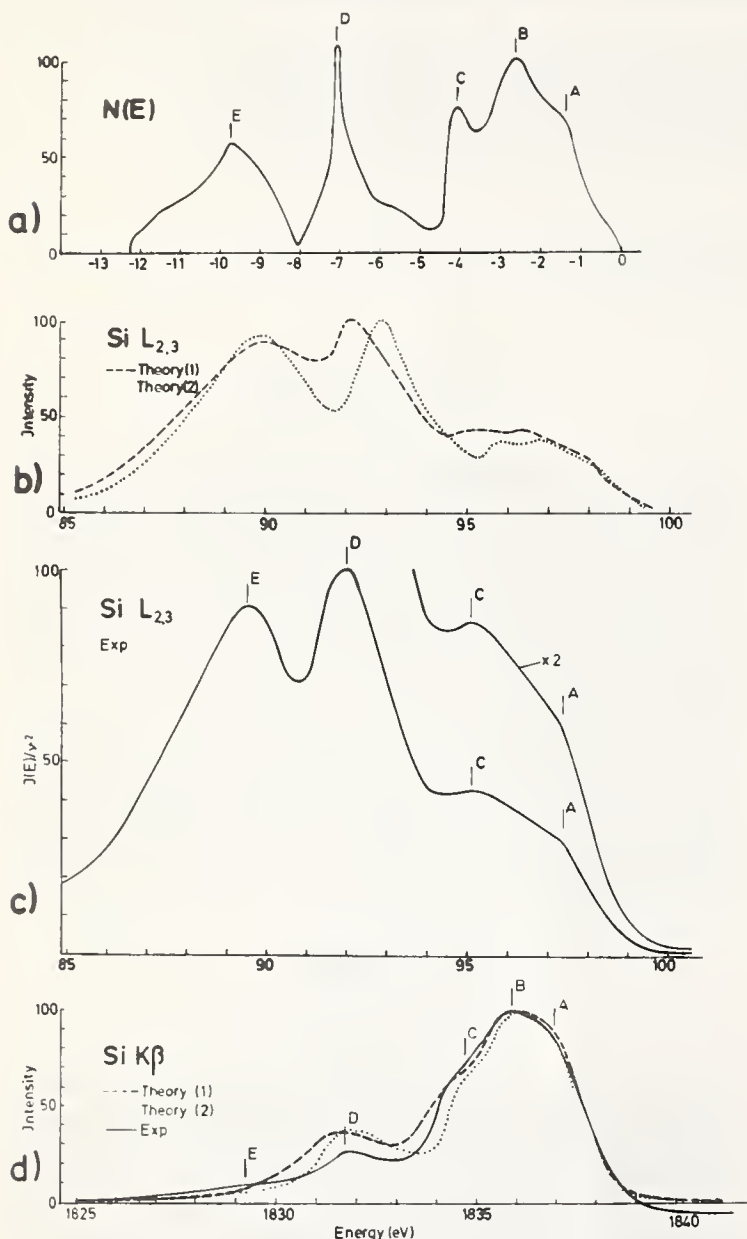 D
B
100
C
A
N(E)
E
50
a)
0
-13 -12 -11 -10 -9 -8 -7 -6 -5 -4 -3 -2 -1 0
100
Si L2,3
Theory(1)
Theory(2)
Intensity
50
b)
0
85 90 95 100
D
100
E
C
Si L2,3
Exp
x 2
A
J(E)/ν²
50
C
A
c)
85 90 95 100
B
100
A
C
Si Kβ
Theory (1)
Theory (2)
Exp
Intensity
50
D
E
d)
0
1625 1830 1835 1840
Energy (eV)